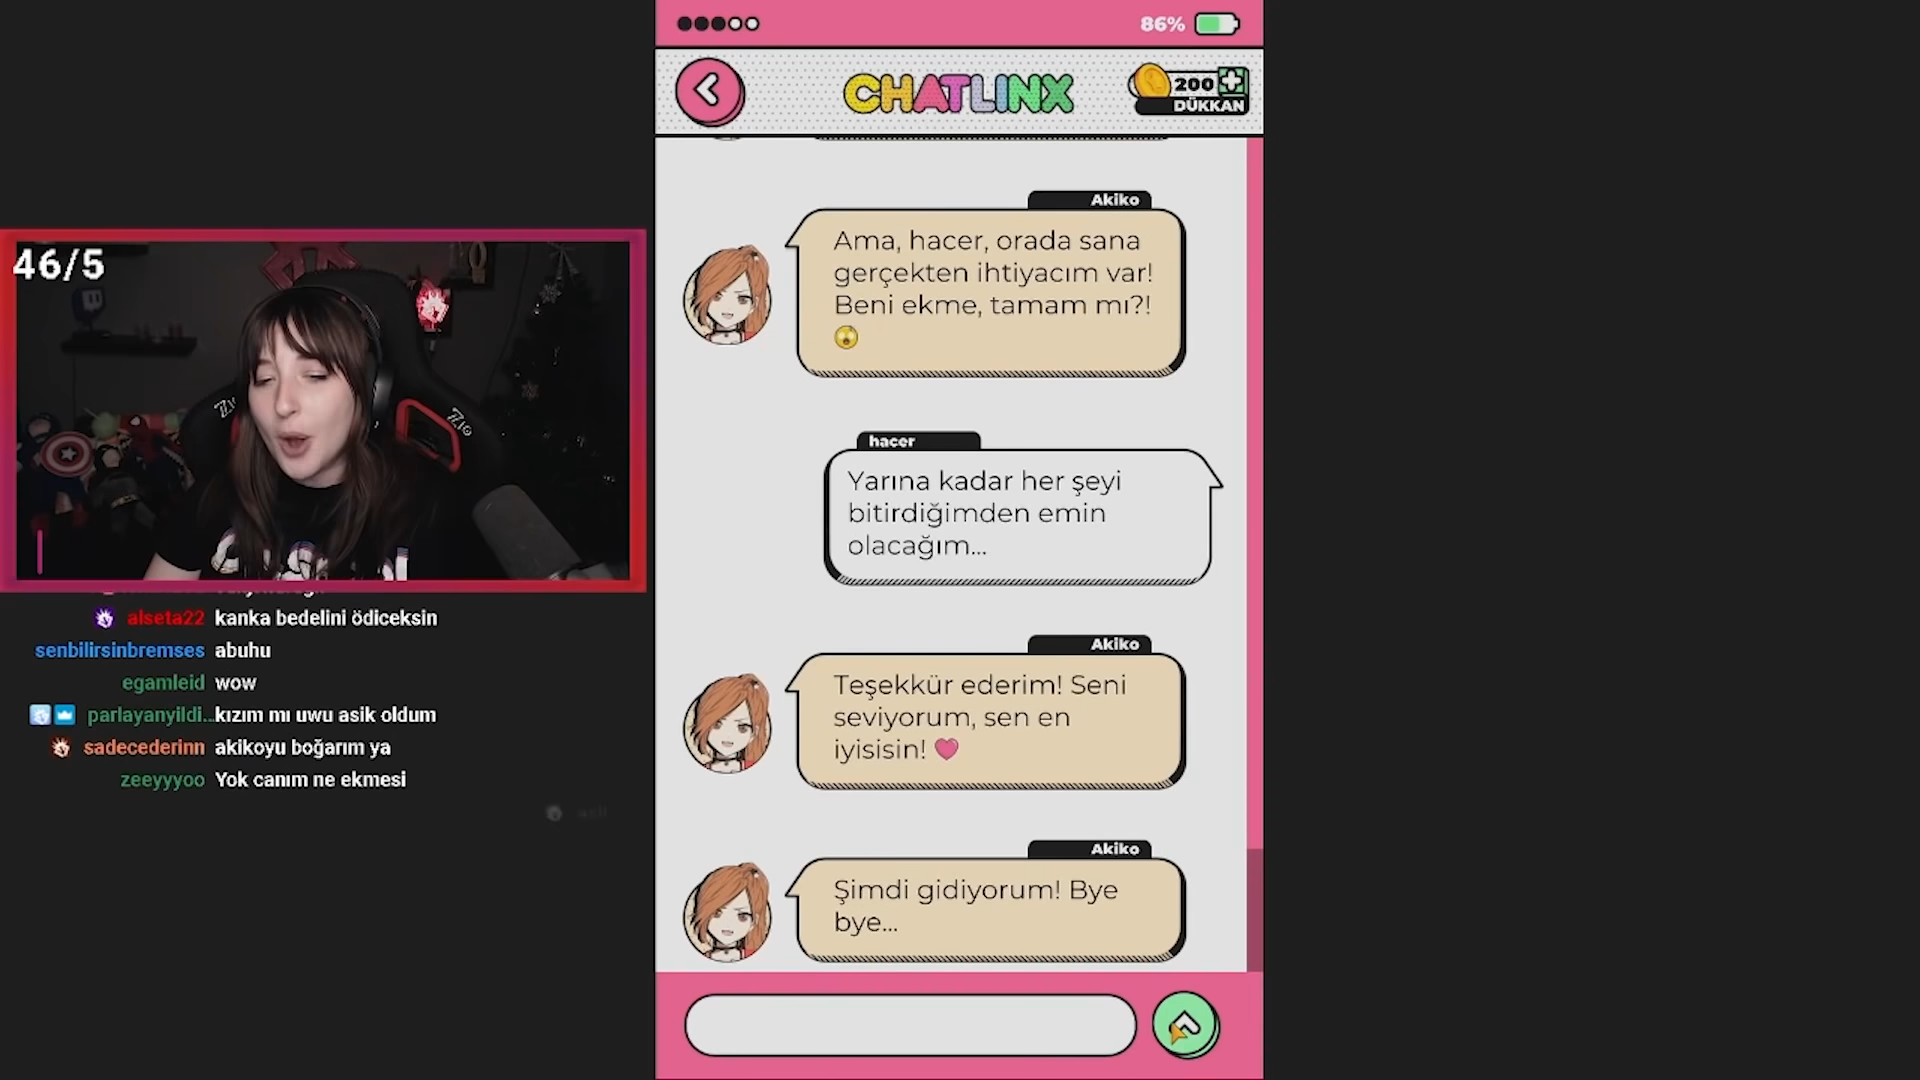 86%
CHATLINX
200
DÜKKAN
Akiko
Ama, hacer, orada sana
gerçekten ihtiyacım var!
Beni ekme, tamam mı?!
😲
hacer
Yarına kadar her şeyi
bitirdiğimden emin
olacağım...
Akiko
Teşekkür ederim! Seni
seviyorum, sen en
iyisisin! 💗
Akiko
Şimdi gidiyorum! Bye
bye...
46/5
alseta22 kanka bedelini ödiceksin
senbilirsinbremses abuhu
egamleid wow
parlayanyildi... kızım mı uwu asik oldum
sadecederinn akikoyu boğarım ya
zeeyyyoo Yok canım ne ekmesi